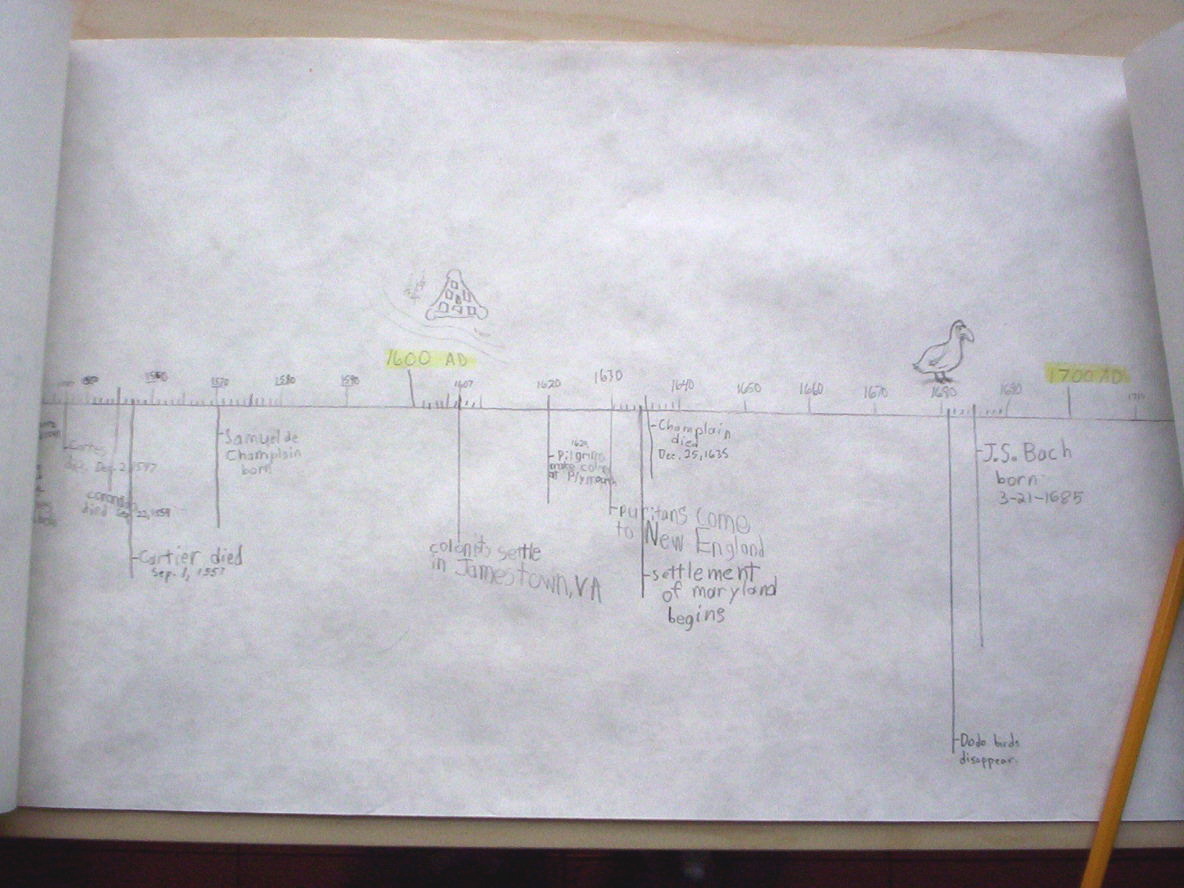 1600 AD
1700 AD
1560
1570
1580
1590
1607
1620
1630
1640
1650
1660
1670
1680
1690
1710
Cortes
died Dec. 2, 1547
died Sep. 22, 1554
Cartier died
Sep. 1, 1557
Samuel de
Champlain
born
colonists settle
in Jamestown, VA
1620
Pilgrims
make colony
at Plymouth
Puritans come
to New England
settlement
of maryland
begins
Champlain
died
Dec. 25, 1635
Dodo birds
disappear.
J.S. Bach
born
3-21-1685